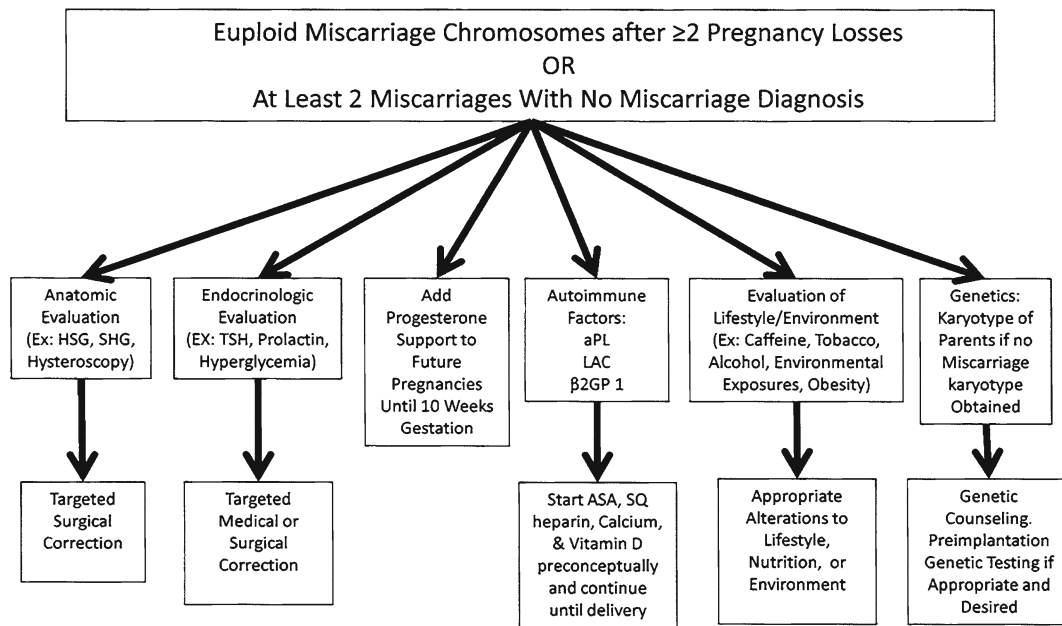 Euploid Miscarriage Chromosomes after ≥2 Pregnancy Losses
OR
At Least 2 Miscarriages With No Miscarriage Diagnosis
Anatomic
Evaluation
(Ex: HSG, SHG,
Hysteroscopy)
Endocrinologic
Evaluation
(EX: TSH, Prolactin,
Hyperglycemia)
Add
Progesterone
Support to
Future
Pregnancies
Until 10 Weeks
Gestation
Autoimmune
Factors:
aPL
LAC
β2GP 1
Evaluation of
Lifestyle/Environment
(Ex: Caffeine, Tobacco,
Alcohol, Environmental
Exposures, Obesity)
Genetics:
Karyotype of
Parents if no
Miscarriage
karyotype
Obtained
Targeted
Surgical
Correction
Targeted
Medical or
Surgical
Correction
Start ASA, SQ
heparin, Calcium,
& Vitamin D
preconceptually
and continue
until delivery
Appropriate
Alterations to
Lifestyle,
Nutrition, or
Environment
Genetic
Counseling.
Preimplantation
Genetic Testing if
Appropriate and
Desired